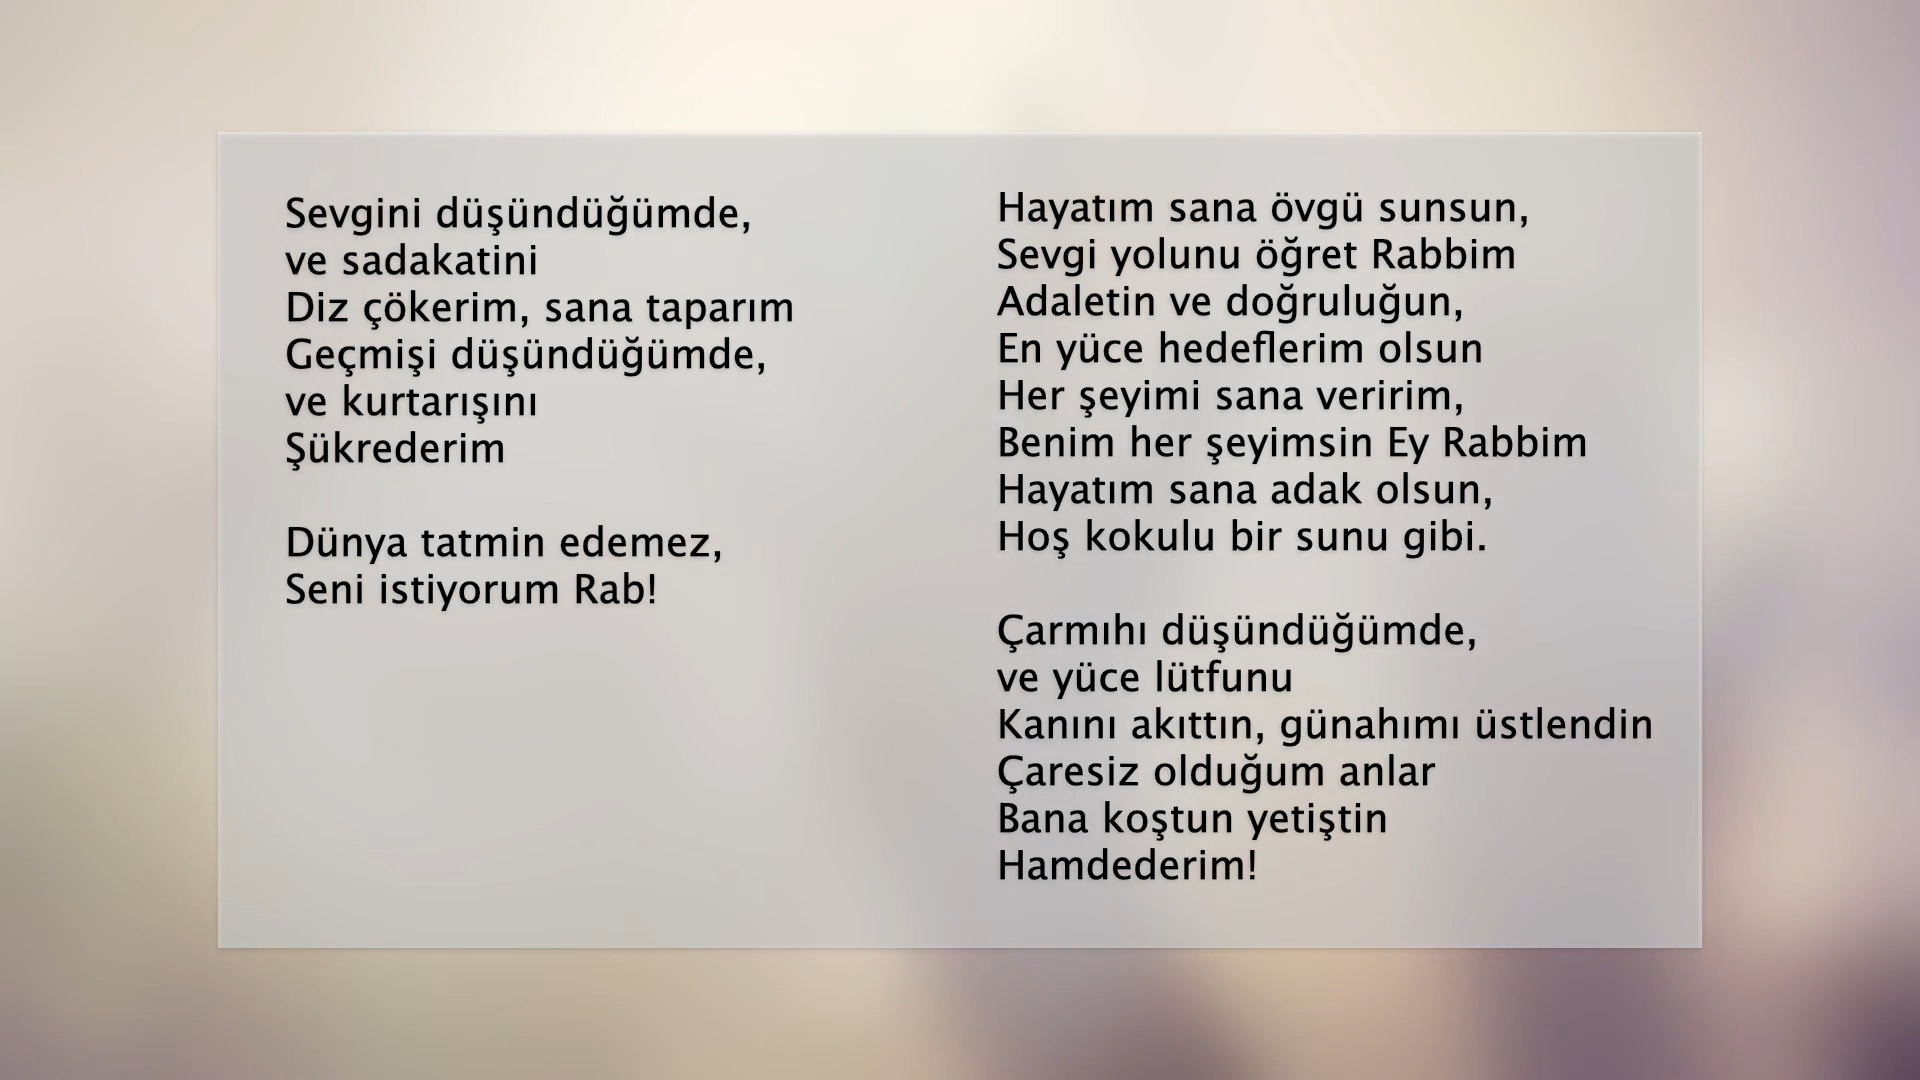 Sevgini düşündüğümde,
ve sadakatini
Diz çökerim, sana taparım
Geçmişi düşündüğümde,
ve kurtarışını
Şükrederim
Dünya tatmin edemez,
Seni istiyorum Rab!
Hayatım sana övgü sunsun,
Sevgi yolunu öğret Rabbim
Adaletin ve doğruluğun,
En yüce hedeflerim olsun
Her şeyimi sana veririm,
Benim her şeyimsin Ey Rabbim
Hayatım sana adak olsun,
Hoş kokulu bir sunu gibi.
Çarmıhı düşündüğümde,
ve yüce lütfunu
Kanını akıttın, günahımı üstlendin
Çaresiz olduğum anlar
Bana koştun yetiştin
Hamdederim!